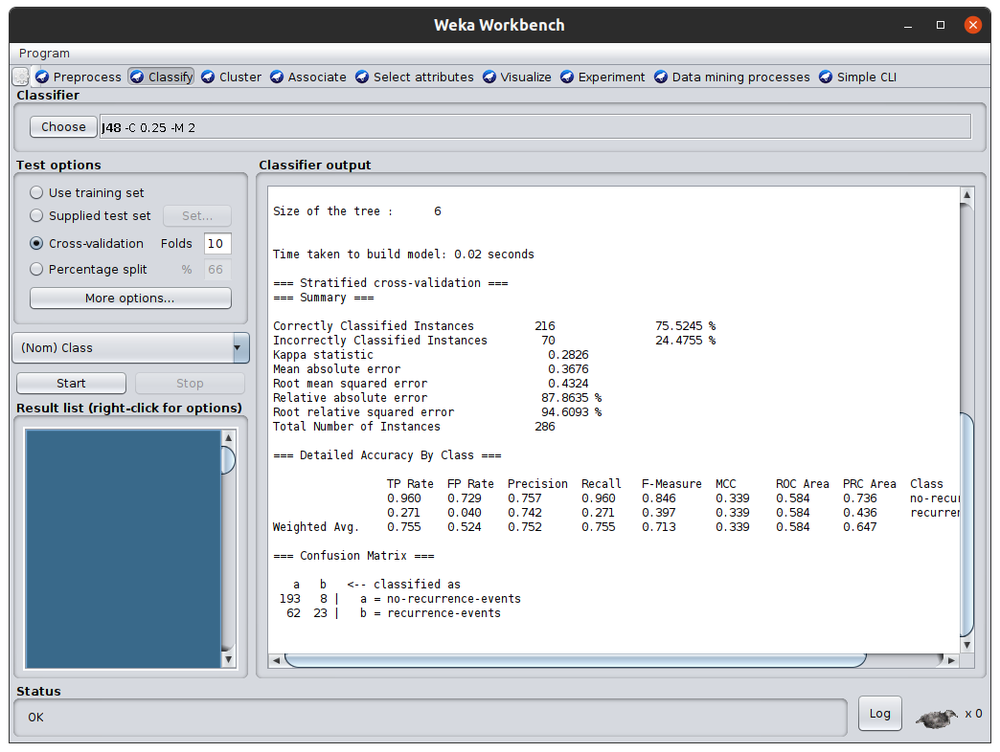 Weka Workbench
Program
Preprocess Classify Cluster Associate Select attributes Visualize Experiment Data mining processes Simple CLI
Classifier
Choose J48 -C 0.25 -M 2
Test options
Use training set
Supplied test set Set...
Cross-validation Folds 10
Percentage split % 66
More options...
(Nom) Class
Start Stop
Result list (right-click for options)
Classifier output
Size of the tree : 6
Time taken to build model: 0.02 seconds
=== Stratified cross-validation ===
=== Summary ===
Correctly Classified Instances 216 75.5245 %
Incorrectly Classified Instances 70 24.4755 %
Kappa statistic 0.2826
Mean absolute error 0.3676
Root mean squared error 0.4324
Relative absolute error 87.8635 %
Root relative squared error 94.6093 %
Total Number of Instances 286
=== Detailed Accuracy By Class ===
TP Rate FP Rate Precision Recall F-Measure MCC ROC Area PRC Area Class
0.960 0.729 0.757 0.960 0.846 0.339 0.584 0.736 no-recur
0.271 0.040 0.742 0.271 0.397 0.339 0.584 0.436 recurren
Weighted Avg. 0.755 0.524 0.752 0.755 0.713 0.339 0.584 0.647
=== Confusion Matrix ===
a b <-- classified as
193 8 | a = no-recurrence-events
62 23 | b = recurrence-events
Status
OK
Log x 0